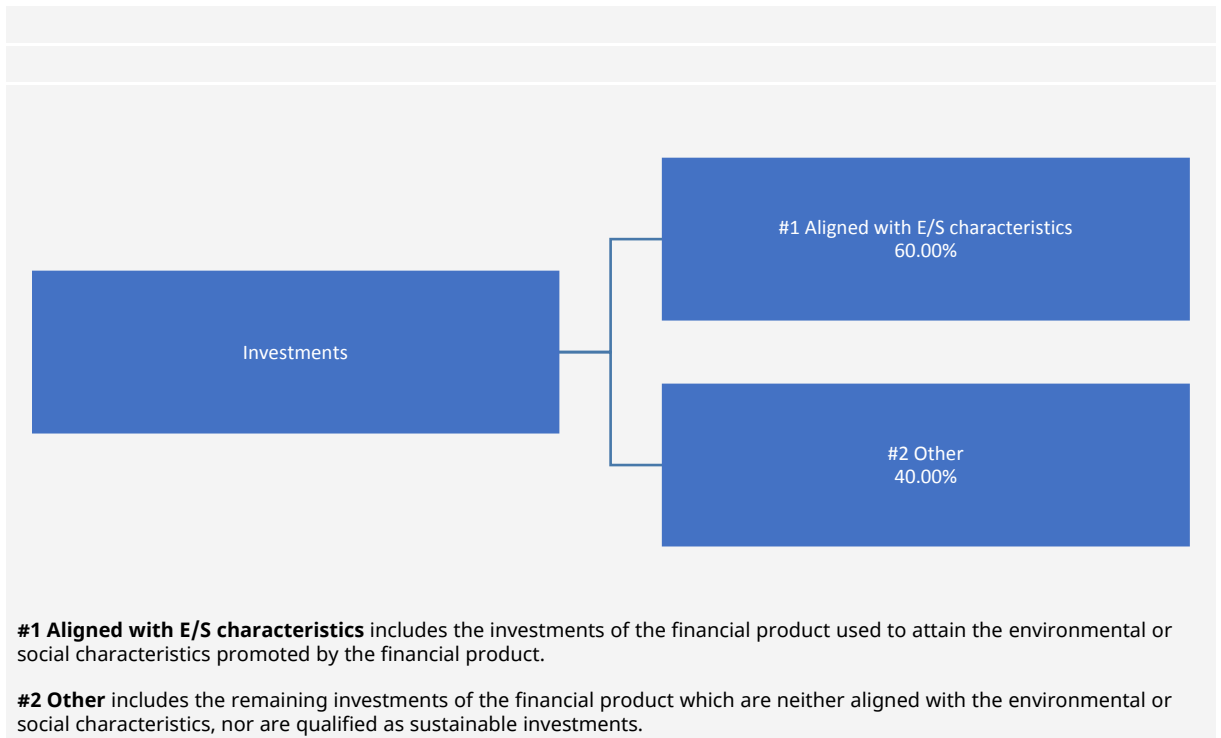 #1 Aligned with E/S characteristics
60.00%
Investments
#2 Other
40.00%
#1 Aligned with E/S characteristics includes the investments of the financial product used to attain the environmental or
social characteristics promoted by the financial product.
#2 Other includes the remaining investments of the financial product which are neither aligned with the environmental or
social characteristics, nor are qualified as sustainable investments.